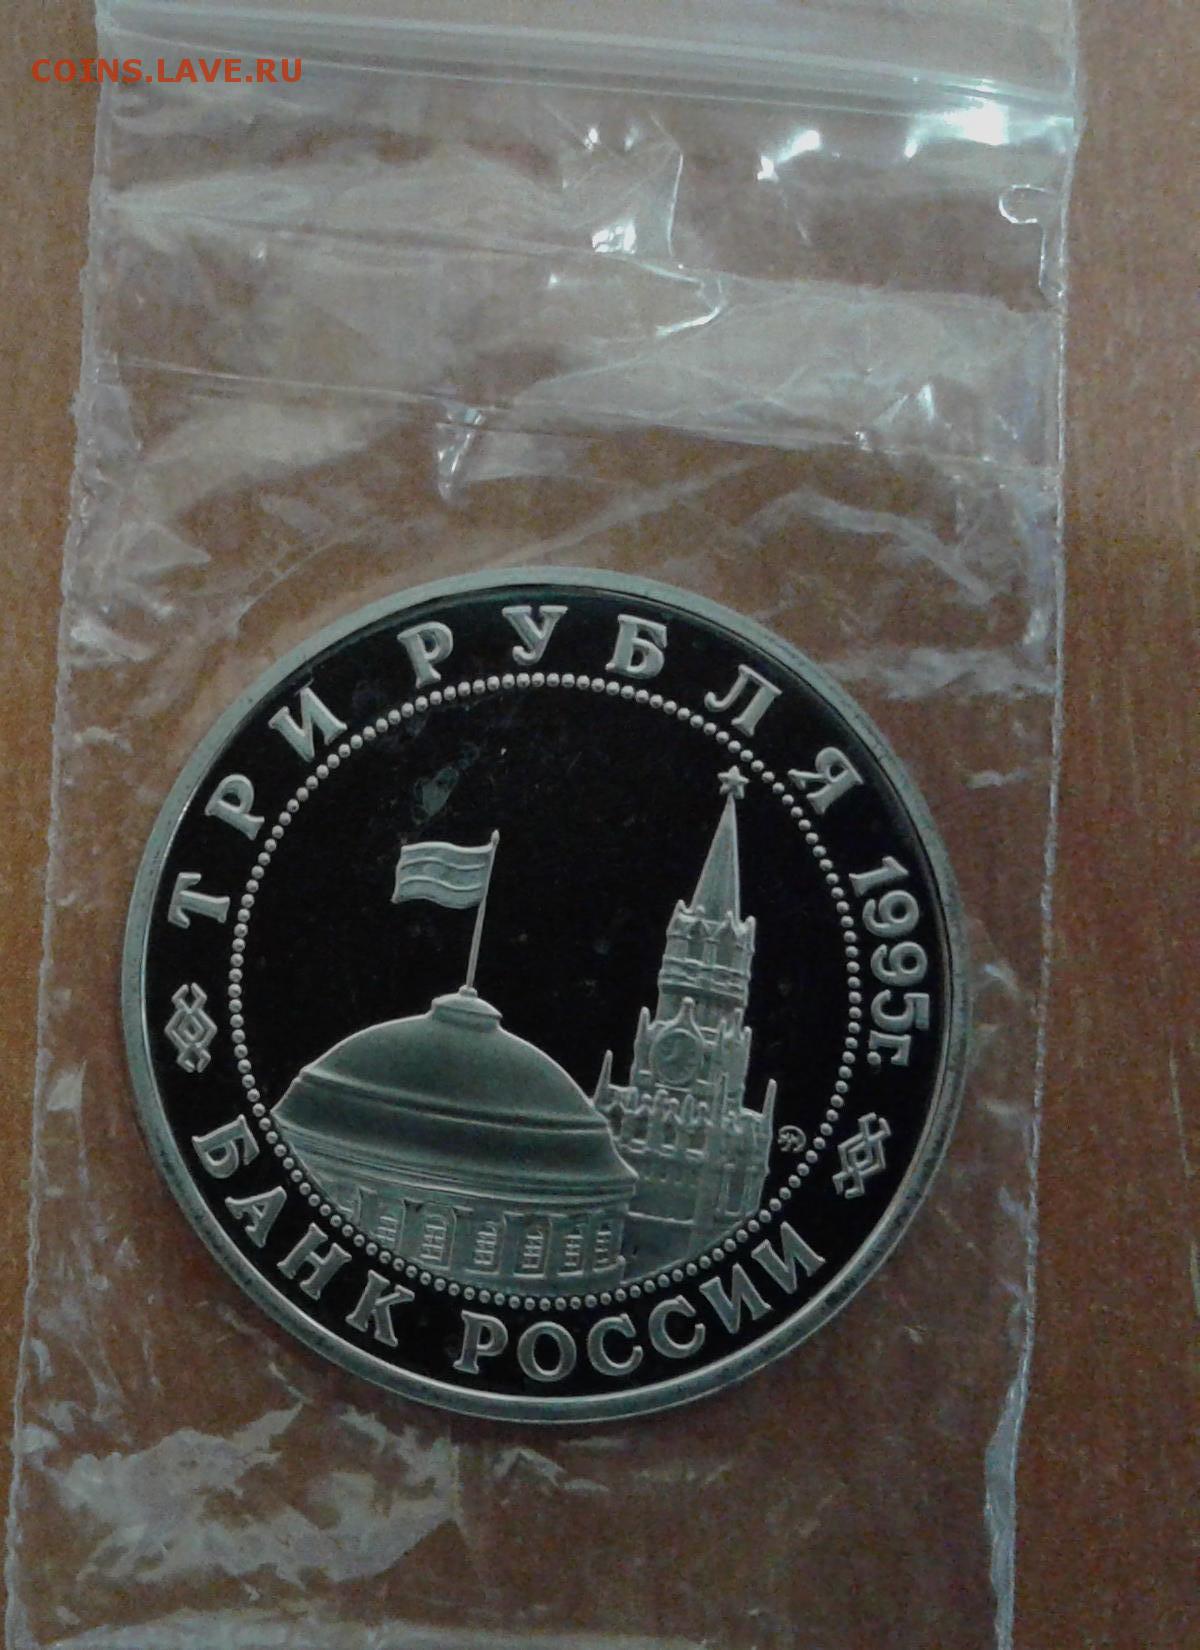 COINS.LAVE.RU
ТРИ РУБЛЯ 1995г.
БАНК РОССИИ